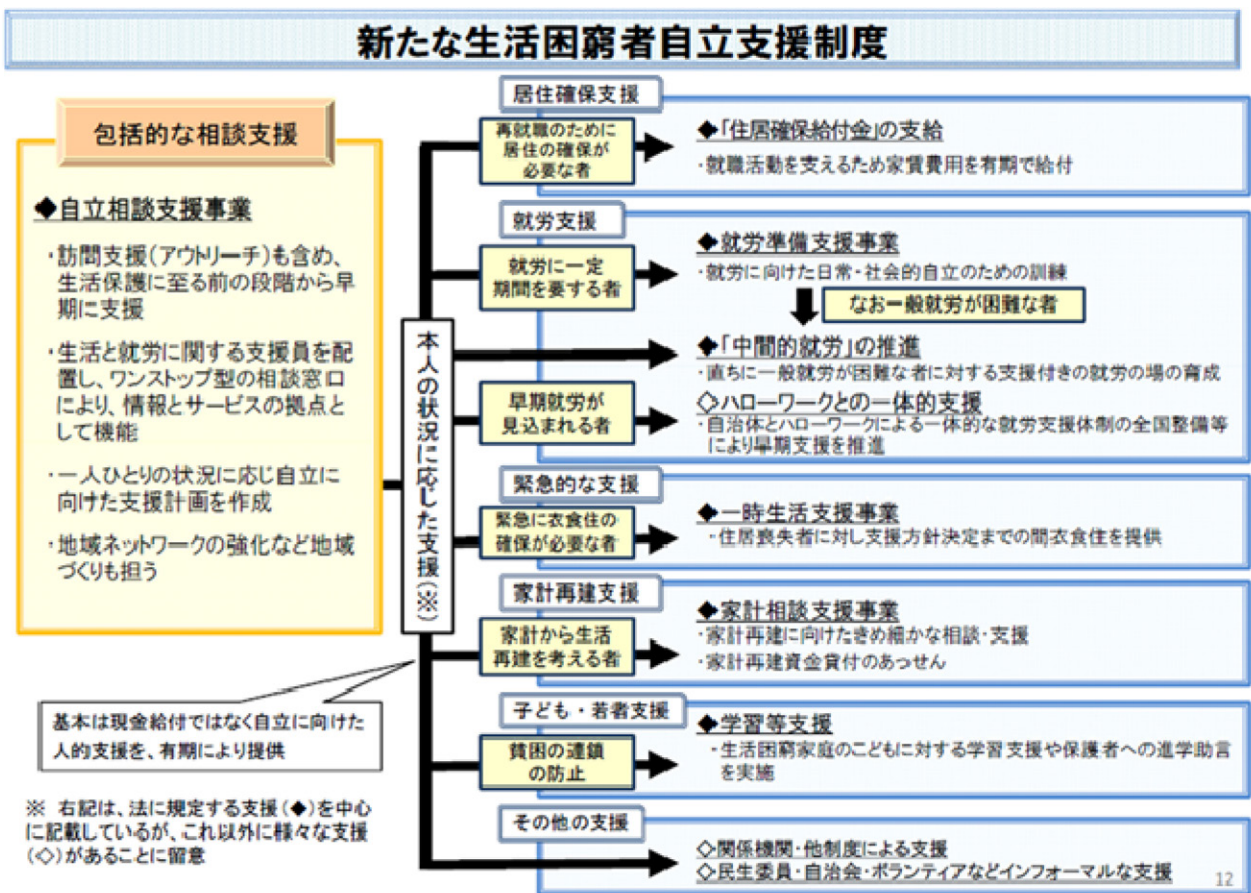 新たな生活困窮者自立支援制度
包括的な相談支援
◆自立相談支援事業
・訪問支援(アウトリーチ)も含め、
生活保護に至る前の段階から早
期に支援
・生活と就労に関する支援員を配
置し、ワンストップ型の相談窓口
により、情報とサービスの拠点と
して機能
・一人ひとりの状況に応じ自立に
向けた支援計画を作成
・地域ネットワークの強化など地域
づくりも担う
基本は現金給付ではなく自立に向けた
人的支援を、有期により提供
※ 右記は、法に規定する支援(◆)を中心
に記載しているが、これ以外に様々な支援
(◇)があることに留意
本人の状況に応じた支援(※)
居住確保支援
再就職のために
居住の確保が
必要な者
◆「住居確保給付金」の支給
・就職活動を支えるため家賃費用を有期で給付
就労支援
就労に一定
期間を要する者
◆就労準備支援事業
・就労に向けた日常・社会的自立のための訓練
なお一般就労が困難な者
◆「中間的就労」の推進
・直ちに一般就労が困難な者に対する支援付きの就労の場の育成
早期就労が
見込まれる者
◇ハローワークとの一体的支援
・自治体とハローワークによる一体的な就労支援体制の全国整備等
により早期支援を推進
緊急的な支援
緊急に衣食住の
確保が必要な者
◆一時生活支援事業
・住居喪失者に対し支援方針決定までの間衣食住を提供
家計再建支援
家計から生活
再建を考える者
◆家計相談支援事業
・家計再建に向けたきめ細かな相談・支援
・家計再建資金貸付のあっせん
子ども・若者支援
貧困の連鎖
の防止
◆学習等支援
・生活困窮家庭のこどもに対する学習支援や保護者への進学助言
を実施
その他の支援
◇関係機関・他制度による支援
◇民生委員・自治会・ボランティアなどインフォーマルな支援
12